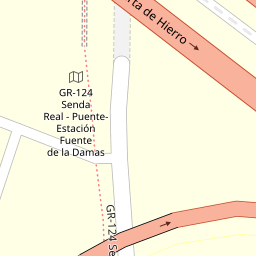 rta de Hierro
GR-124
Senda
Real - Puente-
Estación
Fuente
de la Damas
GR-124 Se